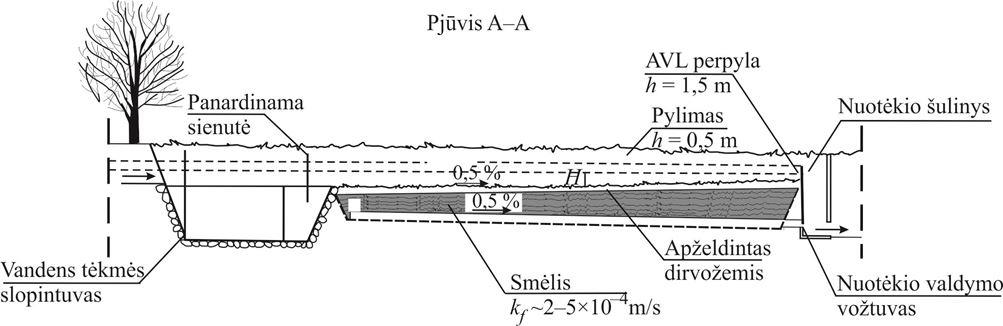 Pjūvis A–A
AVL perpyla
h = 1,5 m
Nuotėkio šulinys
Panardinama
sienutė
Pylimas
h = 0,5 m
0,5 %
H
0,5 %
Vandens tėkmės
slopintuvas
Smėlis
kf ~2–5×10⁻⁴m/s
Apželdintas
dirvožemis
Nuotėkio valdymo
vožtuvas